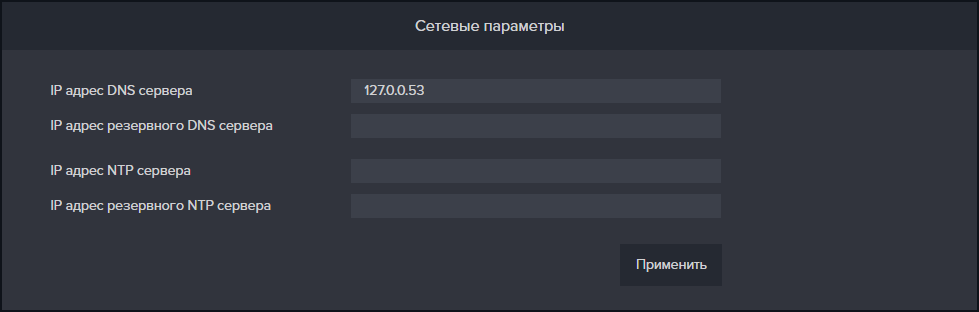 Сетевые параметры
IP адрес DNS сервера 127.0.0.53
IP адрес резервного DNS сервера
IP адрес NTP сервера
IP адрес резервного NTP сервера
Применить